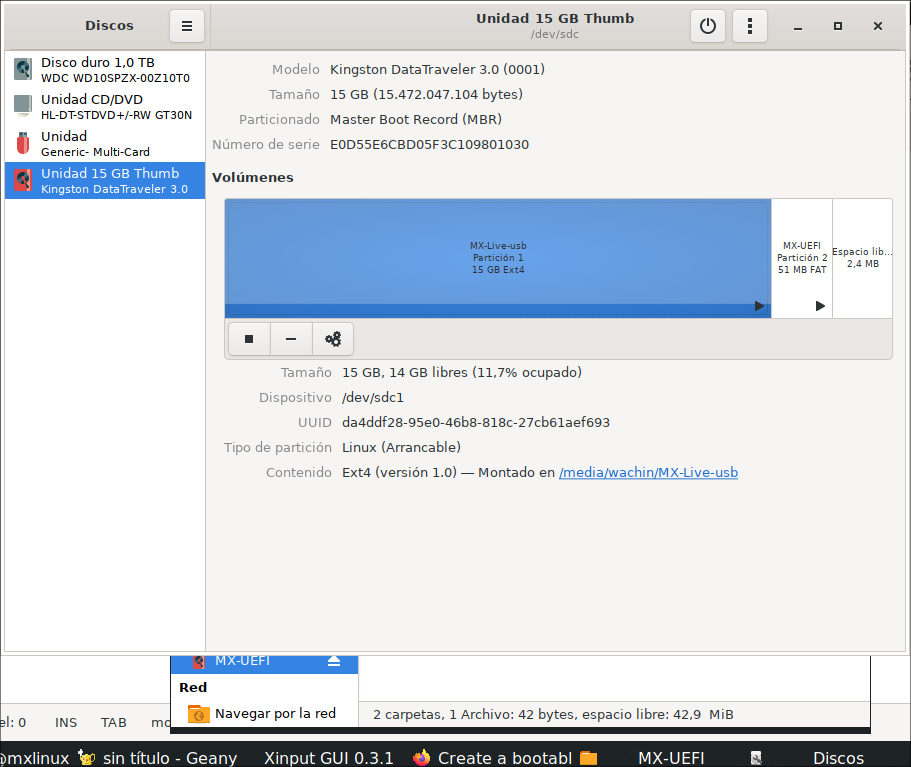 Discos
Unidad 15 GB Thumb
/dev/sdc
Disco duro 1,0 TB
WDC WD10SPZX-00Z10T0
Unidad CD/DVD
HL-DT-STDVD+/-RW GT30N
Unidad
Generic- Multi-Card
Unidad 15 GB Thumb
Kingston DataTraveler 3.0
Modelo Kingston DataTraveler 3.0 (0001)
Tamaño 15 GB (15.472.047.104 bytes)
Particionado Master Boot Record (MBR)
Número de serie E0D55E6CBD05F3C109801030
Volúmenes
MX-Live-usb
Partición 1
15 GB Ext4
MX-UEFI
Partición 2
51 MB FAT
Espacio lib...
2,4 MB
Tamaño 15 GB, 14 GB libres (11,7% ocupado)
Dispositivo /dev/sdc1
UUID da4ddf28-95e0-46b8-818c-27cb61aef693
Tipo de partición Linux (Arrancable)
Contenido Ext4 (versión 1.0) — Montado en /media/wachin/MX-Live-usb
MX-UEFI
Red
Navegar por la red
2 carpetas, 1 Archivo: 42 bytes, espacio libre: 42,9 MiB
el: 0 INS TAB mo
@mxlinux sin título - Geany Xinput GUI 0.3.1 Create a bootabl MX-UEFI Discos